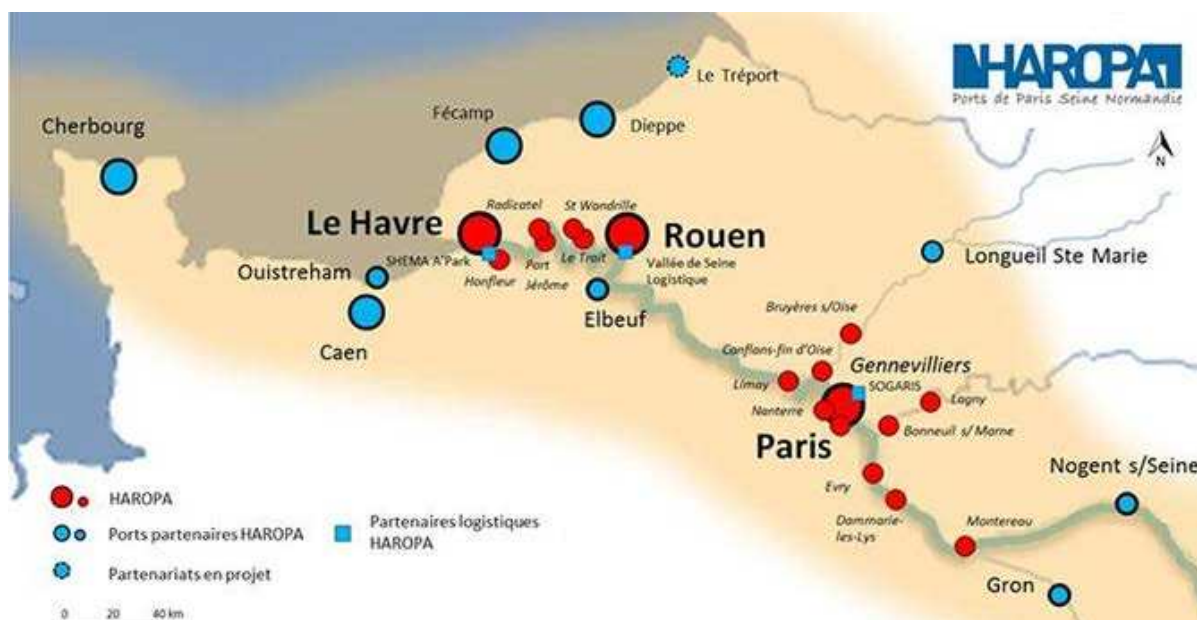 HAROPA
Ports de Paris Seine Normandie
N
Le Tréport
Fécamp
Dieppe
Cherbourg
Radicatel
St Wandrille
Le Havre
Rouen
SHEMA A'Park
Honfleur
Port
Jérôme
Le Trait
Vallée de Seine
Logistique
Longueil Ste Marie
Ouistreham
Elbeuf
Caen
Bruyères s/Oise
Conflans-fin d'Oise
Gennevilliers
Limay
SOGARIS
Lagny
Nanterre
Bonneuil s/ Marne
Paris
Nogent s/Seine
Evry
Dammarie-
les-Lys
Montereau
Gron
HAROPA
Ports partenaires HAROPA
Partenaires logistiques
HAROPA
Partenariats en projet
0 20 40 km